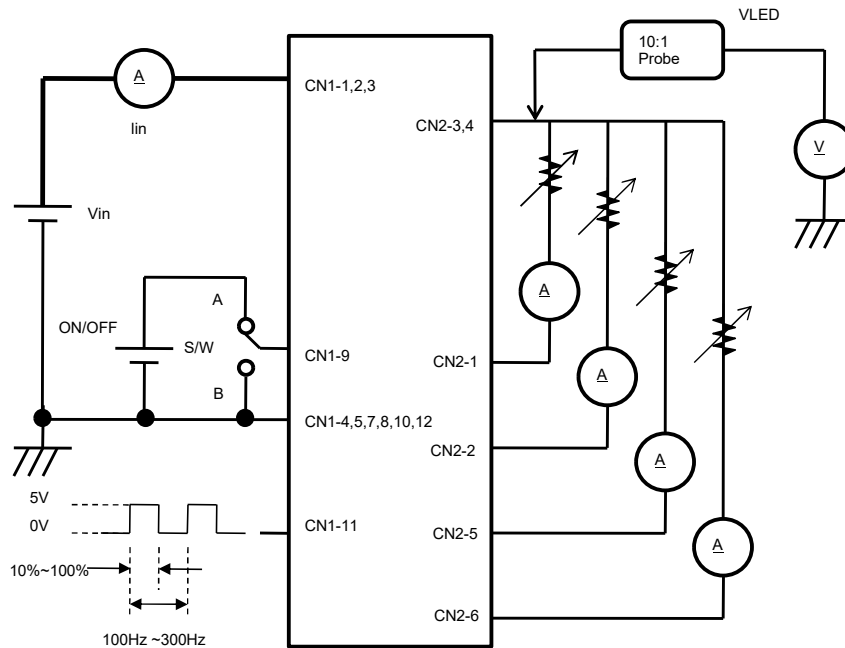 VLED
10:1
Probe
A
CN1-1,2,3
Iin
CN2-3,4
V
Vin
A
A
ON/OFF
S/W
CN1-9
CN2-1
A
B
CN1-4,5,7,8,10,12
CN2-2
A
5V
0V
CN1-11
CN2-5
A
10%~100%
CN2-6
100Hz ~300Hz